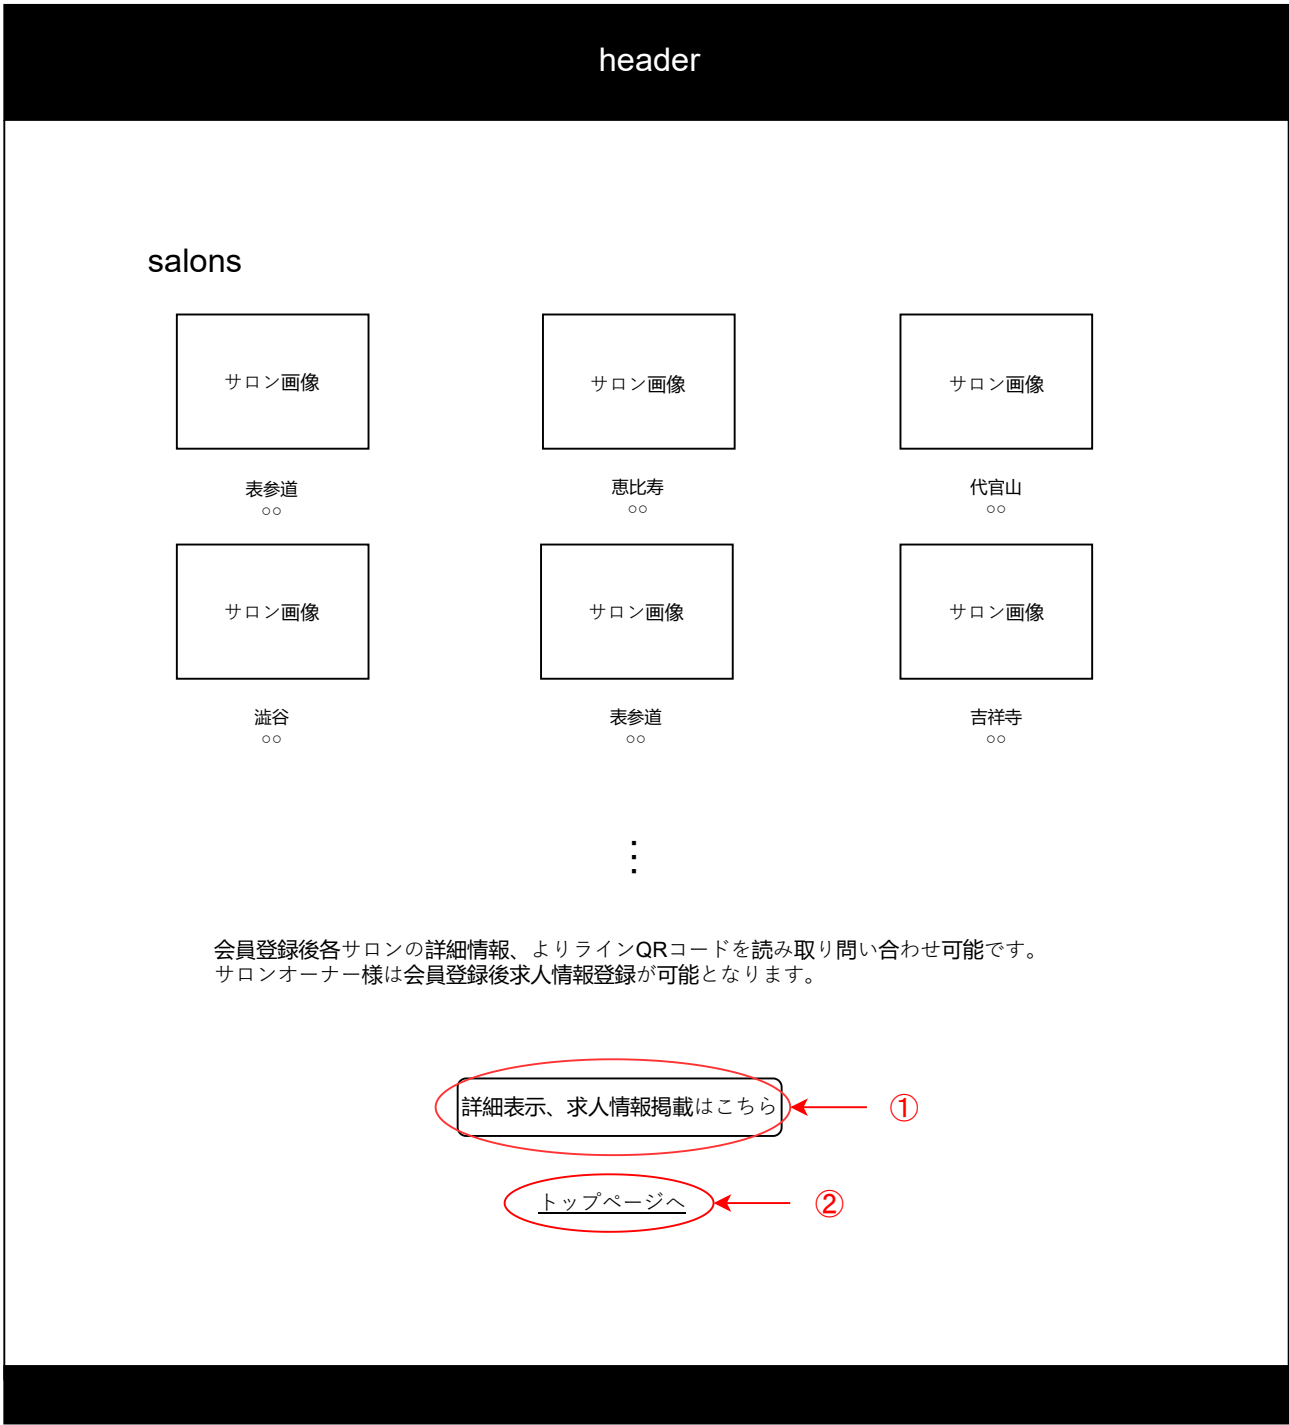 header
salons
サロン画像
サロン画像
サロン画像
表参道
○○
恵比寿
○○
代官山
○○
サロン画像
サロン画像
サロン画像
澁谷
○○
表参道
○○
吉祥寺
○○
⋮
会員登録後各サロンの詳細情報、よりラインQRコードを読み取り問い合わせ可能です。
サロンオーナー様は会員登録後求人情報登録が可能となります。
詳細表示、求人情報掲載はこちら
①
トップページへ
②